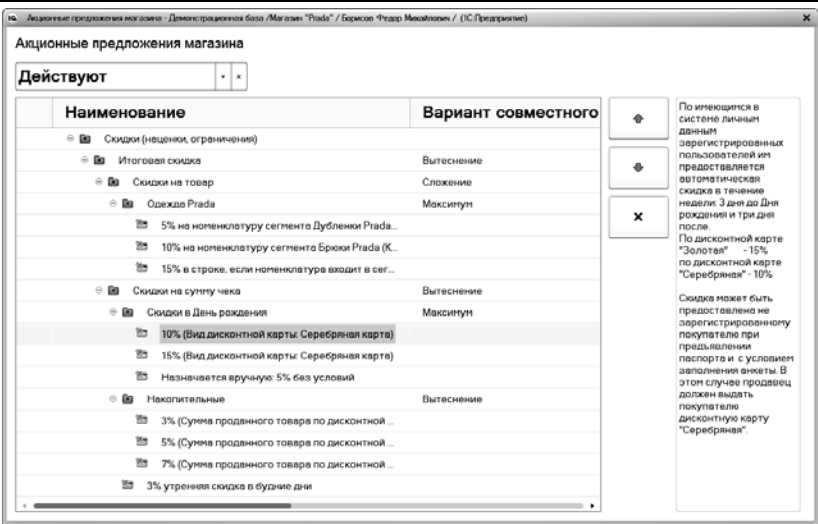 Акционные предложения магазина - Демонстрационная база /Магазин "Prada" / Борисов Федор Михайлович / (1С:Предприятие)
Акционные предложения магазина
Действуют
Наименование Вариант совместного
Скидки (наценки, ограничения)
Итоговая скидка Вытеснение
Скидки на товар Сложение
Одежда Prada Максимум
5% на номенклатуру сегмента Дубленки Prada...
10% на номенклатуру сегмента Брюки Prada (К...
15% в строке, если номенклатура входит в сег...
Скидки на сумму чека Вытеснение
Скидки в День рождения Максимум
10% (Вид дисконтной карты: Серебряная карта)
15% (Вид дисконтной карты: Серебряная карта)
Назначается вручную: 5% без условий
Накопительные Вытеснение
3% (Сумма проданного товара по дисконтной ...
5% (Сумма проданного товара по дисконтной ...
7% (Сумма проданного товара по дисконтной ...
3% утренняя скидка в будние дни
По имеющимся в
системе личным
данным
зарегистрированных
пользователей им
предоставляется
автоматическая
скидка в течение
недели: 3 дня до Дня
рождения и три дня
после.
По дисконтной карте
"Золотая" - 15%
по дисконтной карте
"Серебряная" - 10%
Скидка может быть
предоставлена не
зарегистрированному
покупателю при
предъявлении
паспорта и с условием
заполнения анкеты. В
этом случае продавец
должен выдать
покупателю
дисконтную карту
"Серебряная".